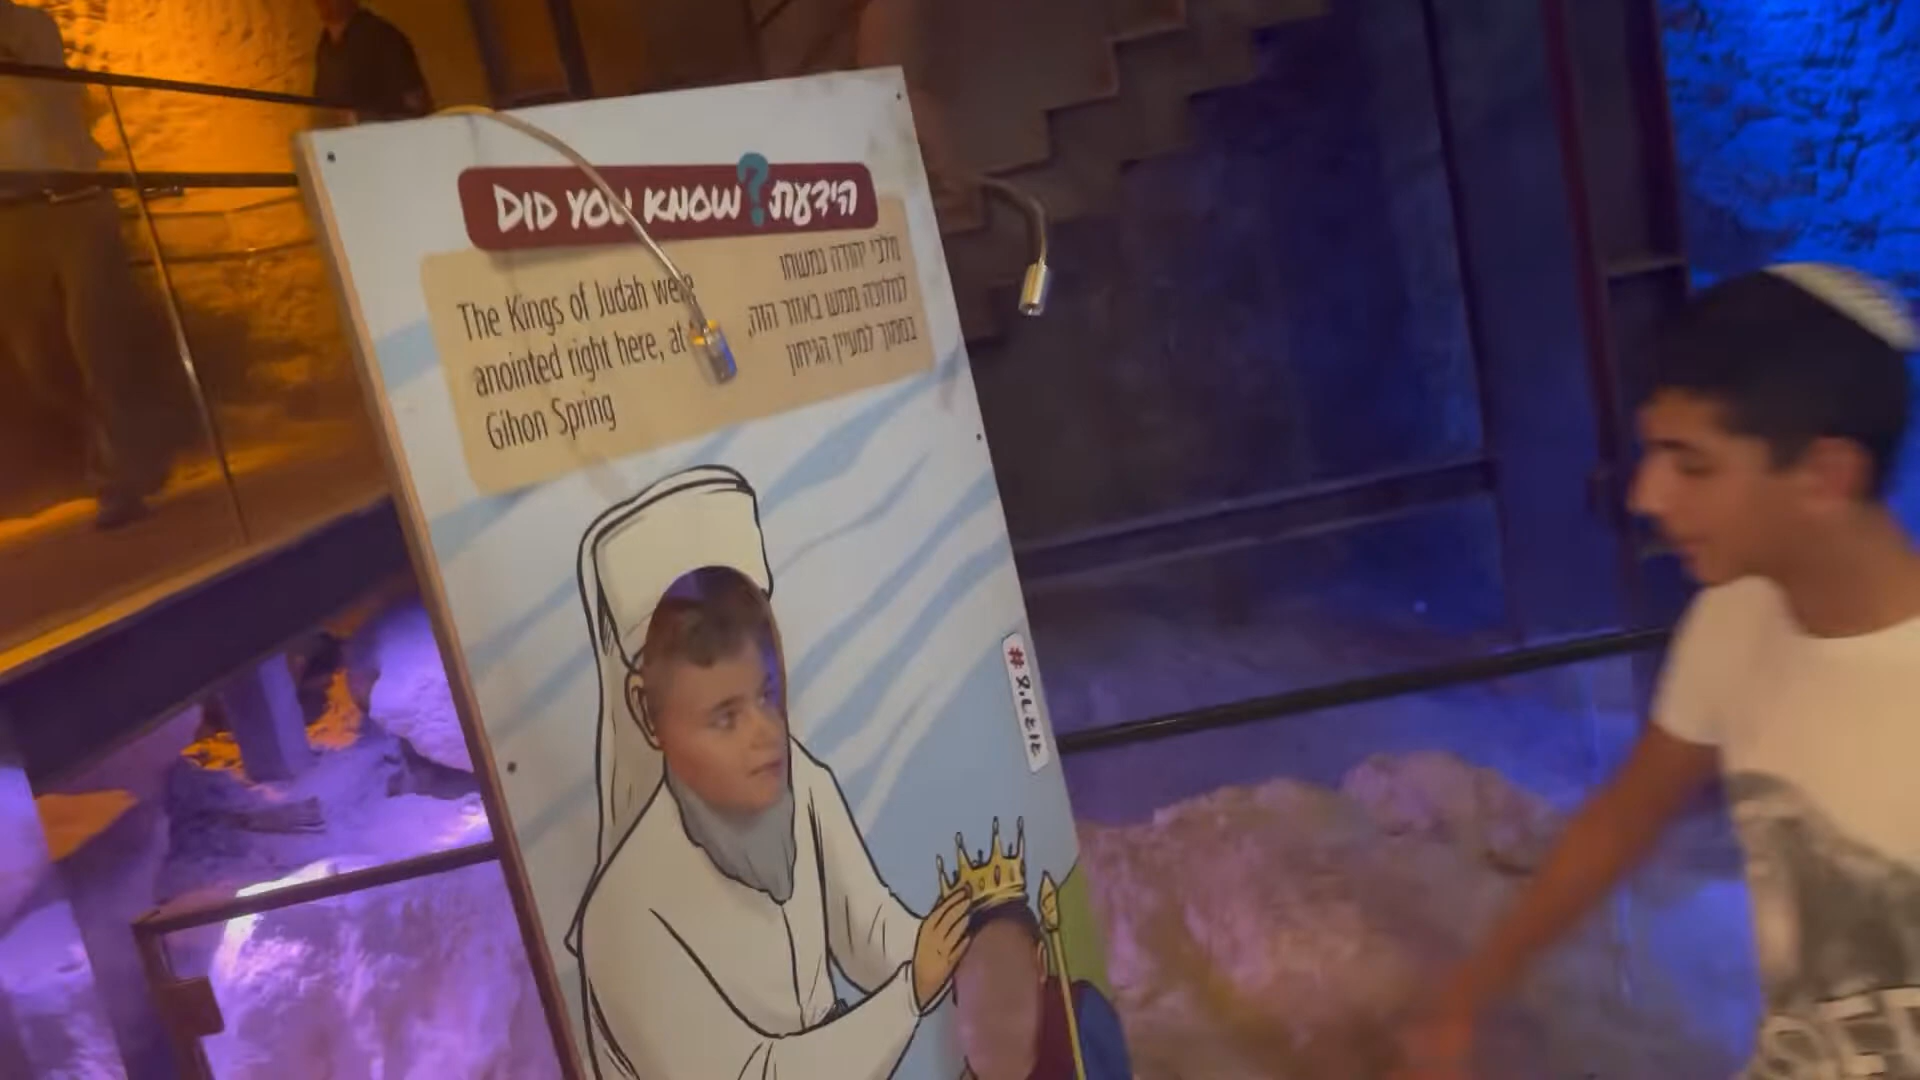 DID YOU KNOW? הידעת
The Kings of Judah were
anointed right here, at
Gihon Spring
מלכי יהודה נמשחו
למלוכה ממש באזור הזה,
בסמוך למעיין הגיחון